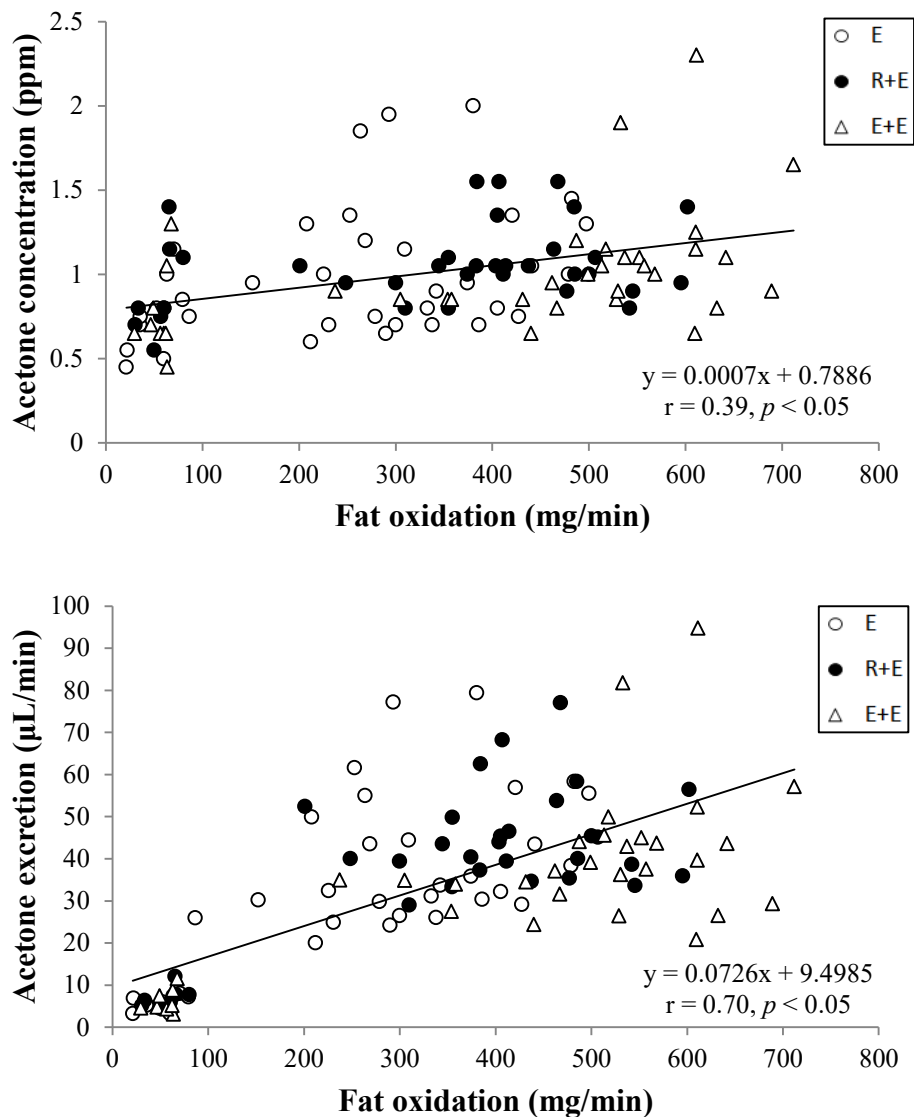 Acetone concentration (ppm)
2.5
2
1.5
1
0.5
0
0 100 200 300 400 500 600 700 800
Fat oxidation (mg/min)
E
R+E
E+E
y = 0.0007x + 0.7886
r = 0.39, p < 0.05
Acetone excretion (µL/min)
100
90
80
70
60
50
40
30
20
10
0
0 100 200 300 400 500 600 700 800
Fat oxidation (mg/min)
E
R+E
E+E
y = 0.0726x + 9.4985
r = 0.70, p < 0.05